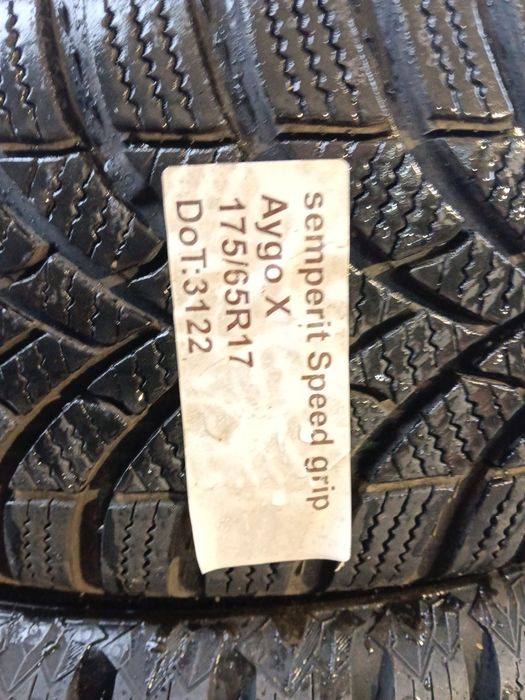 semperit Speed grip
Aygo X
175/65R17
DoT:3122